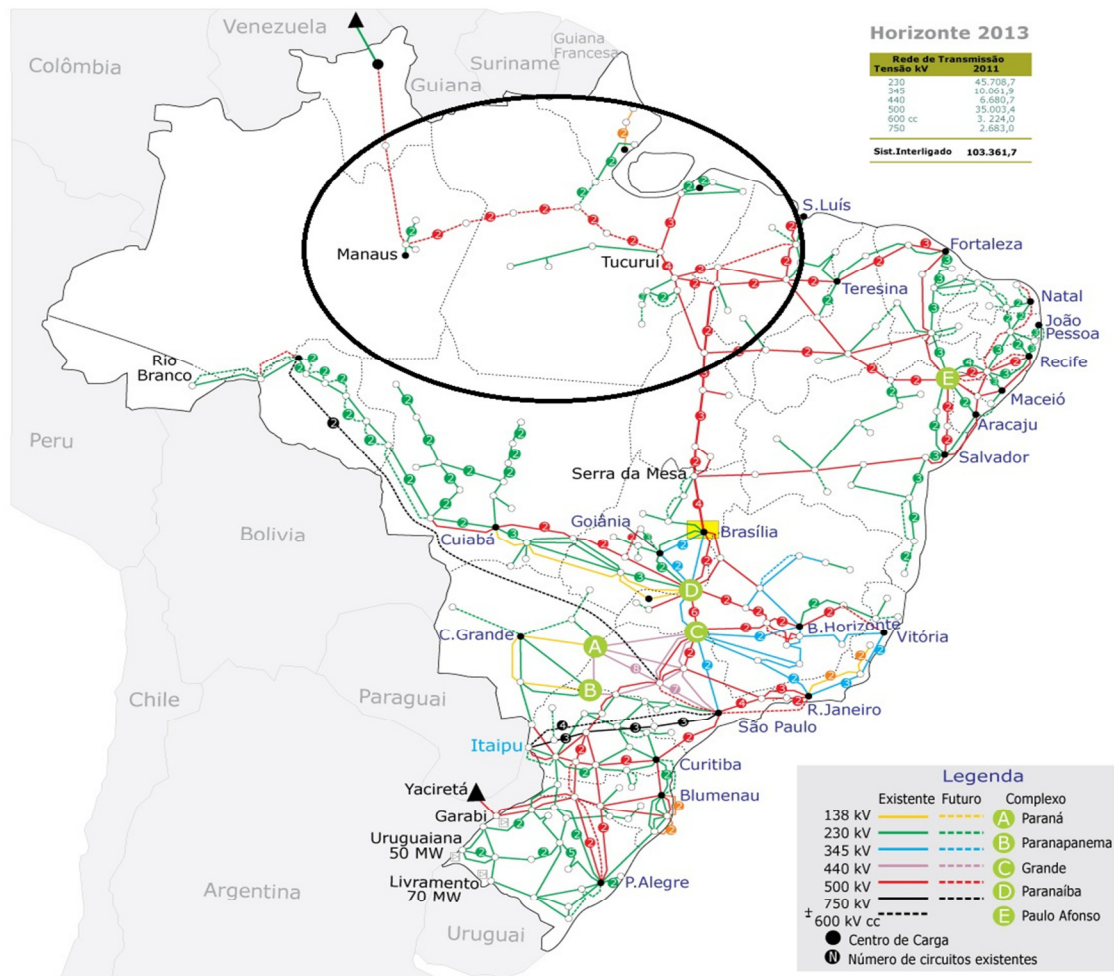 Venezuela
Guiana
Francesa
Suriname
Guiana
Colômbia
Horizonte 2013
Rede de Transmissão
Tensão kV 2011
230 45.708,7
345 10.061,9
440 6.680,7
500 35.003,4
600 cc 3. 224,0
750 2.683,0
Sist.Interligado 103.361,7
S.Luís
Manaus
Tucuruí
Fortaleza
Teresina
Natal
João
Pessoa
Rio
Branco
Recife
Maceió
Aracaju
Peru
Salvador
Serra da Mesa
Goiânia
Brasília
Cuiabá
Bolivia
D
C.Grande
A
C
B.Horizonte
Vitória
B
E
Chile
Paraguai
R.Janeiro
São Paulo
Itaipu
Curitiba
Yaciretá
Blumenau
Garabi
Uruguaiana
50 MW
Livramento
70 MW
P.Alegre
Argentina
Uruguai
Legenda
Existente Futuro Complexo
138 kV A Paraná
230 kV B Paranapanema
345 kV C Grande
440 kV D Paranaíba
500 kV E Paulo Afonso
750 kV
± 600 kV cc
Centro de Carga
N Número de circuitos existentes